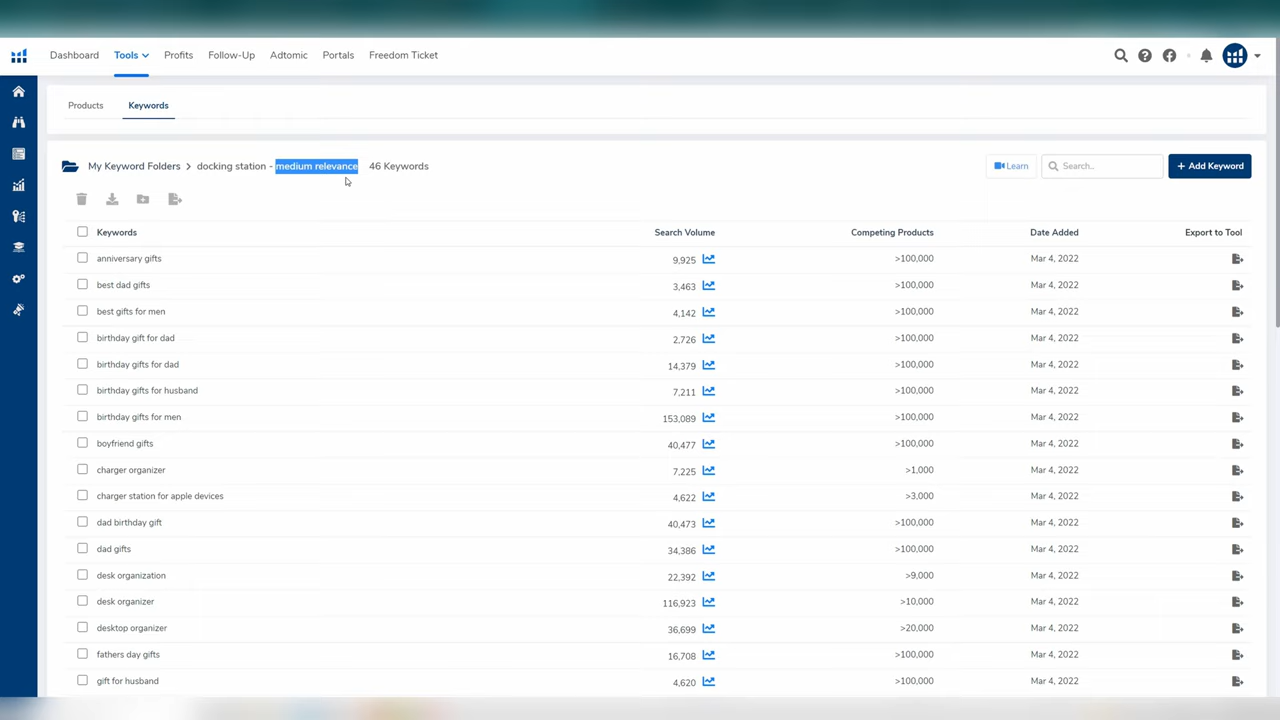 Dashboard Tools Profits Follow-Up Adtomic Portals Freedom Ticket
Products Keywords
My Keyword Folders > docking station - medium relevance 46 Keywords Learn Search.. + Add Keyword
Keywords Search Volume Competing Products Date Added Export to Tool
anniversary gifts 9,925 >100,000 Mar 4, 2022
best dad gifts 3,463 >100,000 Mar 4, 2022
best gifts for men 4,142 >100,000 Mar 4, 2022
birthday gift for dad 2,726 >100,000 Mar 4, 2022
birthday gifts for dad 14,379 >100,000 Mar 4, 2022
birthday gifts for husband 7,211 >100,000 Mar 4, 2022
birthday gifts for men 153,089 >100,000 Mar 4, 2022
boyfriend gifts 40,477 >100,000 Mar 4, 2022
charger organizer 7,225 >1,000 Mar 4, 2022
charger station for apple devices 4,622 >3,000 Mar 4, 2022
dad birthday gift 40,473 >100,000 Mar 4, 2022
dad gifts 34,386 >100,000 Mar 4, 2022
desk organization 22,392 >9,000 Mar 4, 2022
desk organizer 116,923 >10,000 Mar 4, 2022
desktop organizer 36,699 >20,000 Mar 4, 2022
fathers day gifts 16,708 >100,000 Mar 4, 2022
gift for husband 4,620 >100,000 Mar 4, 2022